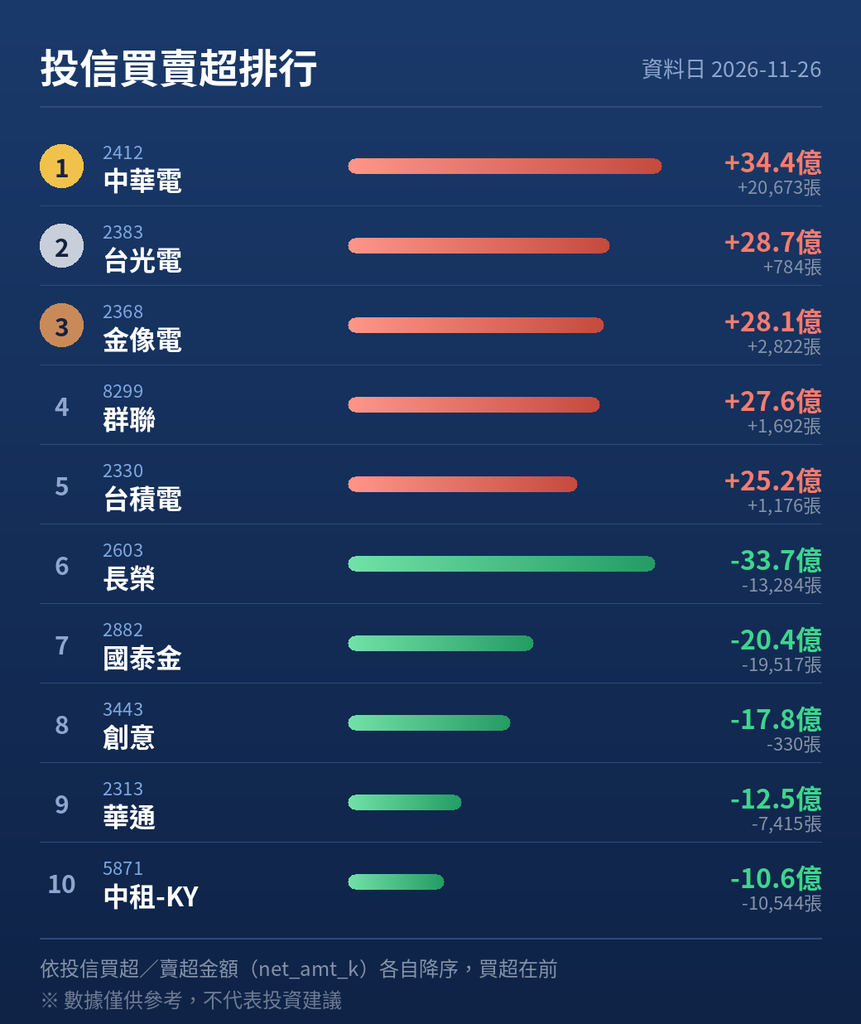 投信買賣超排行
資料日 2026-11-26
1
2412
中華電
+34.4億
+20,673張
2
2383
台光電
+28.7億
+784張
3
2368
金像電
+28.1億
+2,822張
4
8299
群聯
+27.6億
+1,692張
5
2330
台積電
+25.2億
+1,176張
6
2603
長榮
-33.7億
-13,284張
7
2882
國泰金
-20.4億
-19,517張
8
3443
創意
-17.8億
-330張
9
2313
華通
-12.5億
-7,415張
10
5871
中租-KY
-10.6億
-10,544張
依投信買超／賣超金額（net_amt_k）各自降序，買超在前
※ 數據僅供參考，不代表投資建議